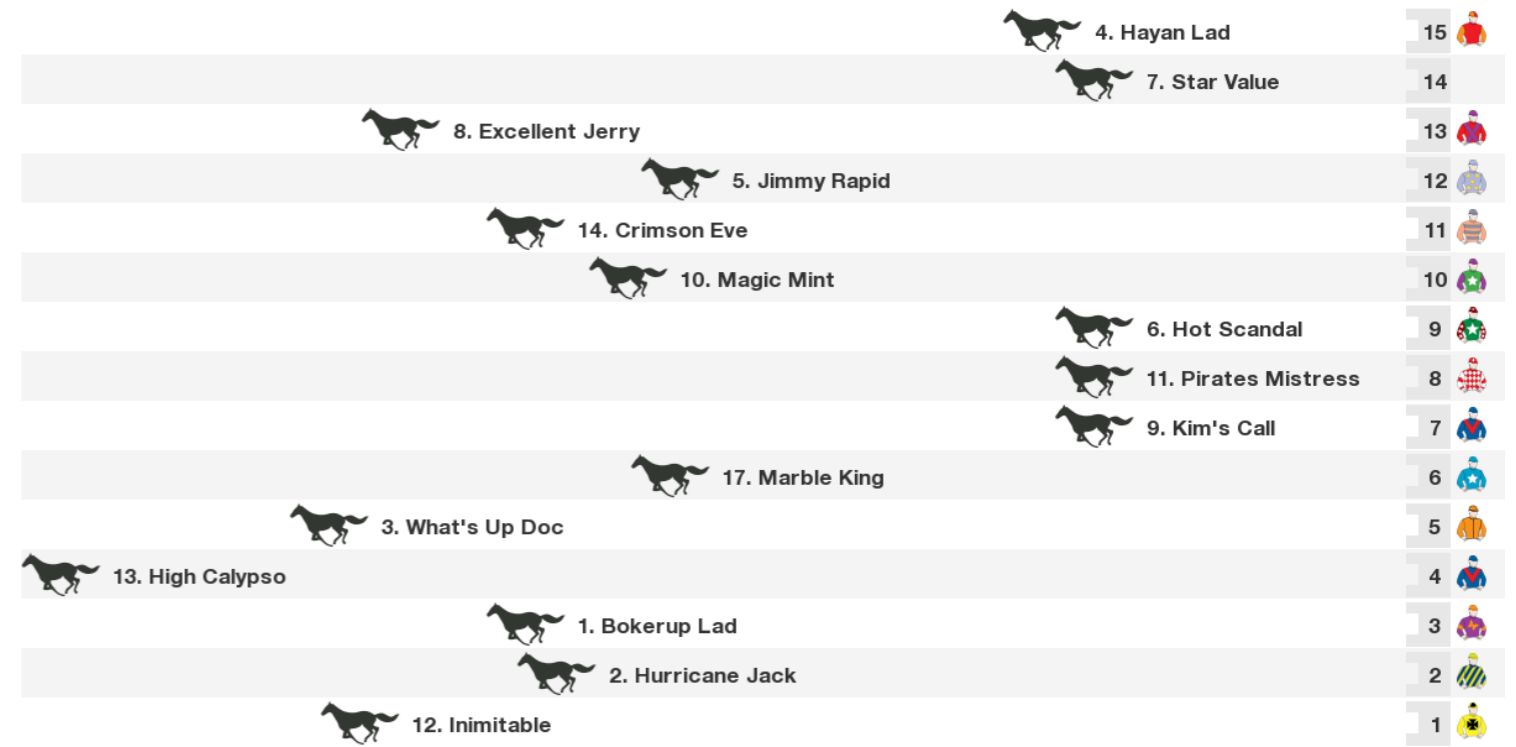 4. Hayan Lad 15
7. Star Value 14
8. Excellent Jerry 13
5. Jimmy Rapid 12
14. Crimson Eve 11
10. Magic Mint 10
6. Hot Scandal 9
11. Pirates Mistress 8
9. Kim's Call 7
17. Marble King 6
3. What's Up Doc 5
13. High Calypso 4
1. Bokerup Lad 3
2. Hurricane Jack 2
12. Inimitable 1